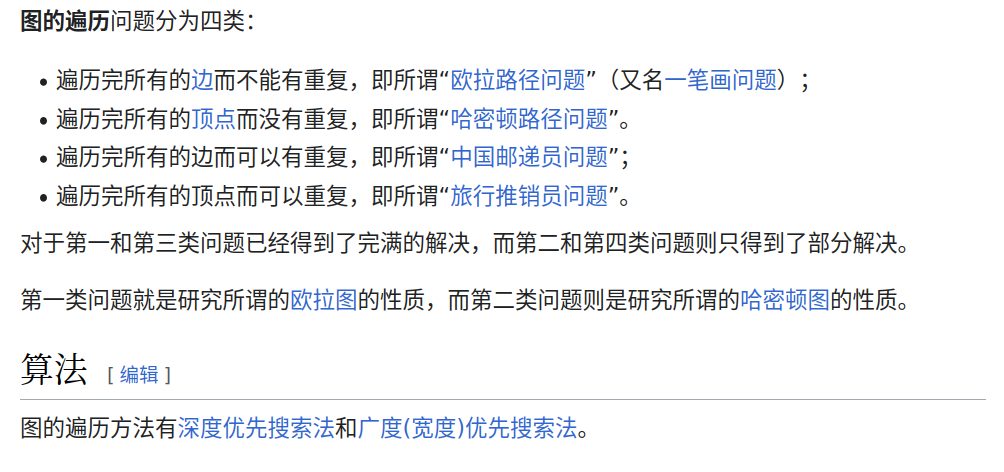 图的遍历问题分为四类：
• 遍历完所有的边而不能有重复，即所谓“欧拉路径问题”（又名一笔画问题）；
• 遍历完所有的顶点而没有重复，即所谓“哈密顿路径问题”。
• 遍历完所有的边而可以有重复，即所谓“中国邮递员问题”；
• 遍历完所有的顶点而可以重复，即所谓“旅行推销员问题”。
对于第一和第三类问题已经得到了完满的解决，而第二和第四类问题则只得到了部分解决。
第一类问题就是研究所谓的欧拉图的性质，而第二类问题则是研究所谓的哈密顿图的性质。
算法 [ 编辑 ]
图的遍历方法有深度优先搜索法和广度(宽度)优先搜索法。